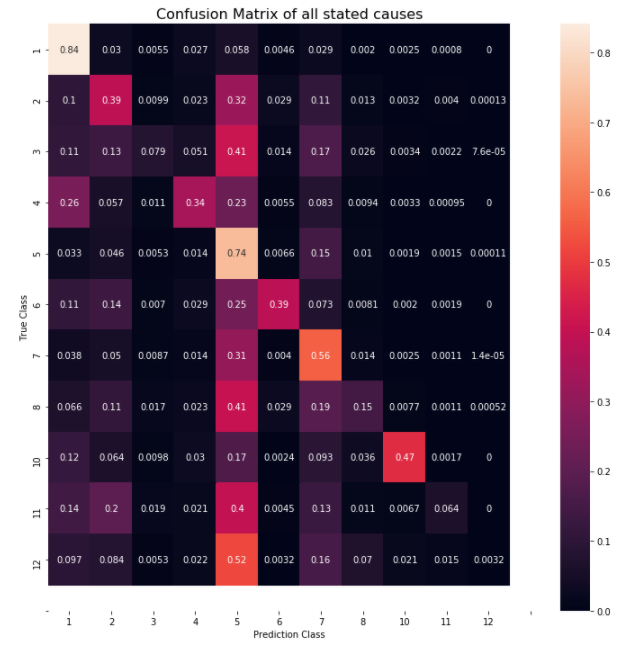 Confusion Matrix of all stated causes
1 0.84 0.03 0.0055 0.027 0.058 0.0046 0.029 0.002 0.0025 0.0008 0
2 0.1 0.39 0.0099 0.023 0.32 0.029 0.11 0.013 0.0032 0.004 0.00013
3 0.11 0.13 0.079 0.051 0.41 0.014 0.17 0.026 0.0034 0.0022 7.6e-05
4 0.26 0.057 0.011 0.34 0.23 0.0055 0.083 0.0094 0.0033 0.00095 0
5 0.033 0.046 0.0053 0.014 0.74 0.0066 0.15 0.01 0.0019 0.0015 0.00011
6 0.11 0.14 0.007 0.029 0.25 0.39 0.073 0.0081 0.002 0.0019 0
7 0.038 0.05 0.0087 0.014 0.31 0.004 0.56 0.014 0.0025 0.0011 1.4e-05
8 0.066 0.11 0.017 0.023 0.41 0.029 0.19 0.15 0.0077 0.0011 0.00052
10 0.12 0.064 0.0098 0.03 0.17 0.0024 0.093 0.036 0.47 0.0017 0
11 0.14 0.2 0.019 0.021 0.4 0.0045 0.13 0.011 0.0067 0.064 0
12 0.097 0.084 0.0053 0.022 0.52 0.0032 0.16 0.07 0.021 0.015 0.0032
True Class
1 2 3 4 5 6 7 8 10 11 12
Prediction Class
0.8
0.7
0.6
0.5
0.4
0.3
0.2
0.1
0.0